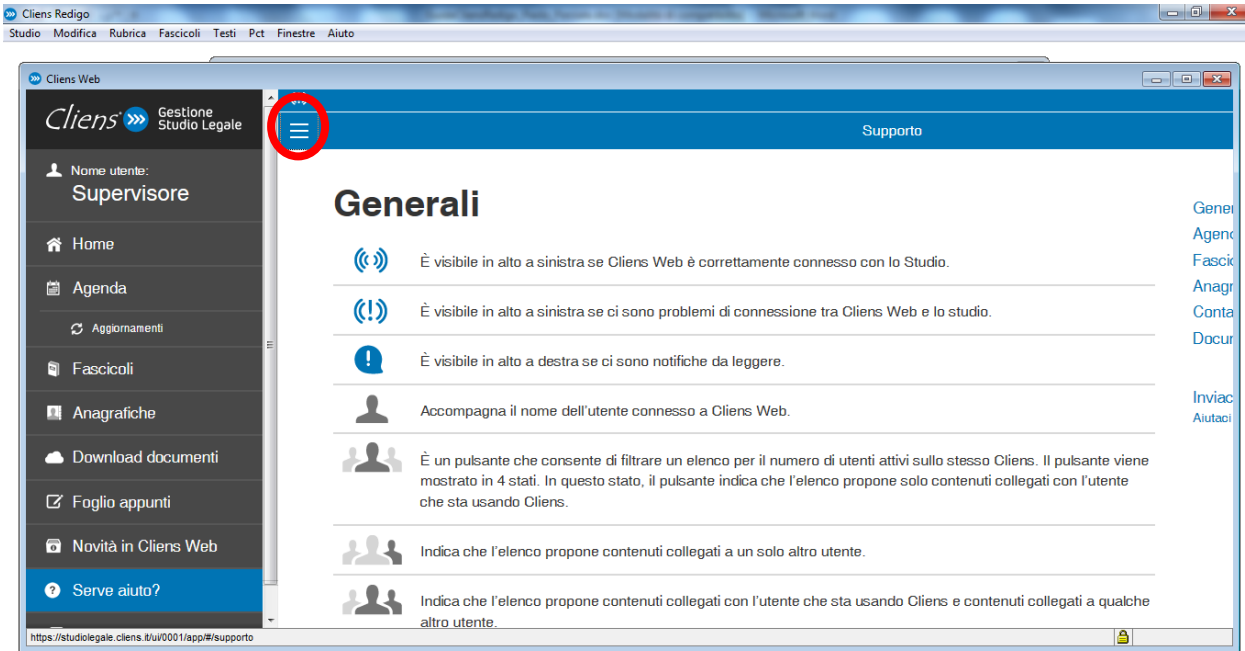 Cliens Redigo
Studio Modifica Rubrica Fascicoli Testi Pct Finestre Aiuto
Cliens Web
Cliens Gestione
Studio Legale
Supporto
Nome utente:
Supervisore
Home
Agenda
Aggiornamenti
Fascicoli
Anagrafiche
Download documenti
Foglio appunti
Novità in Cliens Web
Serve aiuto?
Generali
È visibile in alto a sinistra se Cliens Web è correttamente connesso con lo Studio.
È visibile in alto a sinistra se ci sono problemi di connessione tra Cliens Web e lo studio.
È visibile in alto a destra se ci sono notifiche da leggere.
Accompagna il nome dell'utente connesso a Cliens Web.
È un pulsante che consente di filtrare un elenco per il numero di utenti attivi sullo stesso Cliens. Il pulsante viene
mostrato in 4 stati. In questo stato, il pulsante indica che l'elenco propone solo contenuti collegati con l'utente
che sta usando Cliens.
Indica che l'elenco propone contenuti collegati a un solo altro utente.
Indica che l'elenco propone contenuti collegati con l'utente che sta usando Cliens e contenuti collegati a qualche
altro utente.
Gener
Agend
Fascic
Anagr
Conta
Docum
Inviac
Aiutaci
https://studiolegale.cliens.it/ui/0001/app/#/supporto